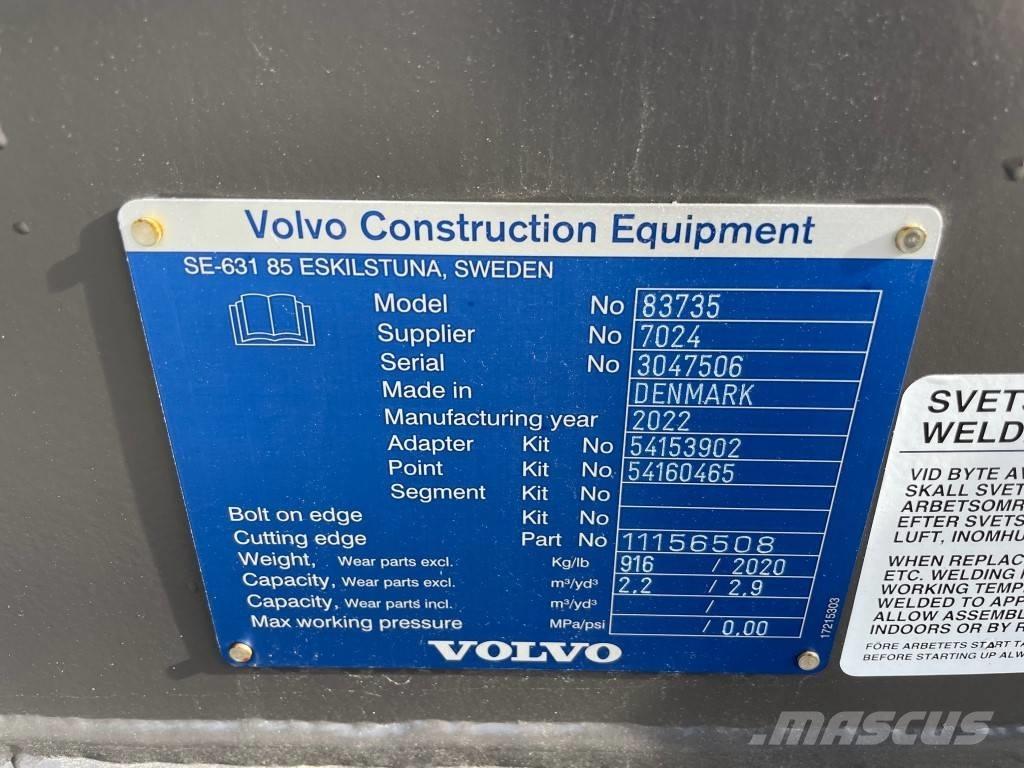 Volvo Construction Equipment
SE-631 85 ESKILSTUNA, SWEDEN
Model No 83735
Supplier No 7024
Serial No 3047506
Made in DENMARK
Manufacturing year 2022
Adapter Kit No 54153902
Point Kit No 54160465
Segment Kit No
Bolt on edge Kit No
Cutting edge Part No 11156508
Weight, Wear parts excl. Kg/lb 916 / 2020
Capacity, Wear parts excl. m³/yd³ 2.2 / 2.9
Capacity, Wear parts incl. m³/yd³ /
Max working pressure MPa/psi / 0.00
VOLVO
17215303
SVETS
WELD
VID BYTE AV
SKALL SVET
ARBETSOMR
EFTER SVETS
LUFT, INOMHU
WHEN REPLAC
ETC. WELDING
WORKING TEMP
WELDED TO APP
ALLOW ASSEMB
INDOORS OR BY R
FÖRE ARBETETS START TA
BEFORE STARTING UP ALW
MASCUS